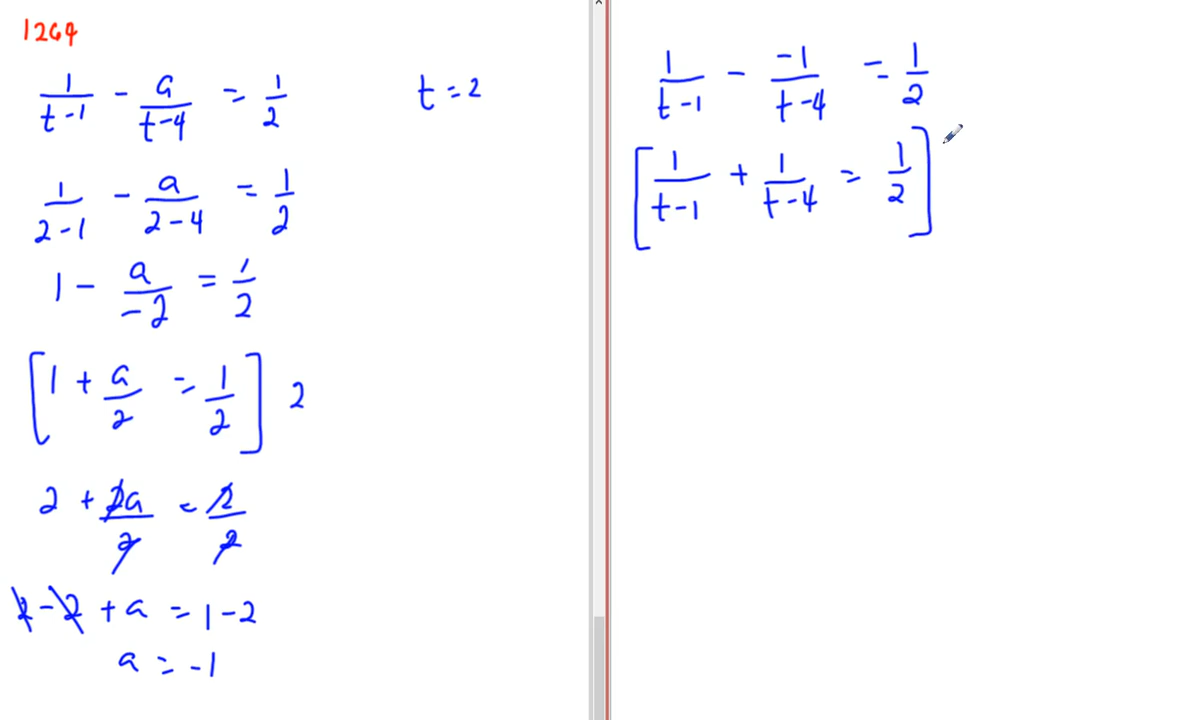 1264
1/(t-1) - a/(t-4) = 1/2    t = 2
1/(2-1) - a/(2-4) = 1/2
1 - a/(-2) = 1/2
[1 + a/2 = 1/2] 2
2 + 2a/2 = 2/2
2 - 2 + a = 1 - 2
a = -1
1/(t-1) - -1/(t-4) = 1/2
[1/(t-1) + 1/(t-4) = 1/2]